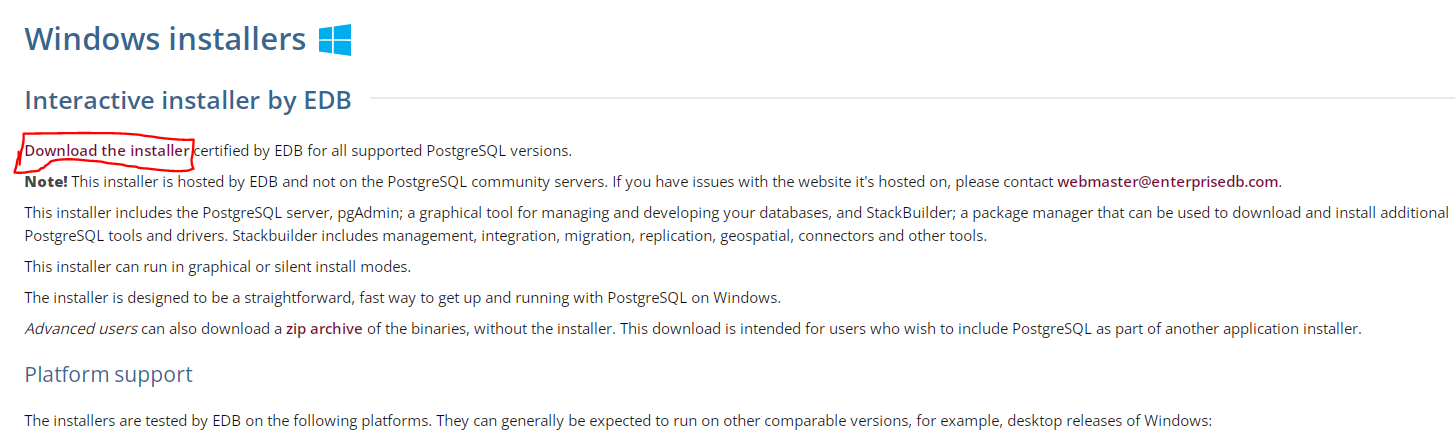 Windows installers
Interactive installer by EDB
Download the installer certified by EDB for all supported PostgreSQL versions.
Note! This installer is hosted by EDB and not on the PostgreSQL community servers. If you have issues with the website it's hosted on, please contact webmaster@enterprisedb.com.
This installer includes the PostgreSQL server, pgAdmin; a graphical tool for managing and developing your databases, and StackBuilder; a package manager that can be used to download and install additional
PostgreSQL tools and drivers. Stackbuilder includes management, integration, migration, replication, geospatial, connectors and other tools.
This installer can run in graphical or silent install modes.
The installer is designed to be a straightforward, fast way to get up and running with PostgreSQL on Windows.
Advanced users can also download a zip archive of the binaries, without the installer. This download is intended for users who wish to include PostgreSQL as part of another application installer.
Platform support
The installers are tested by EDB on the following platforms. They can generally be expected to run on other comparable versions, for example, desktop releases of Windows: